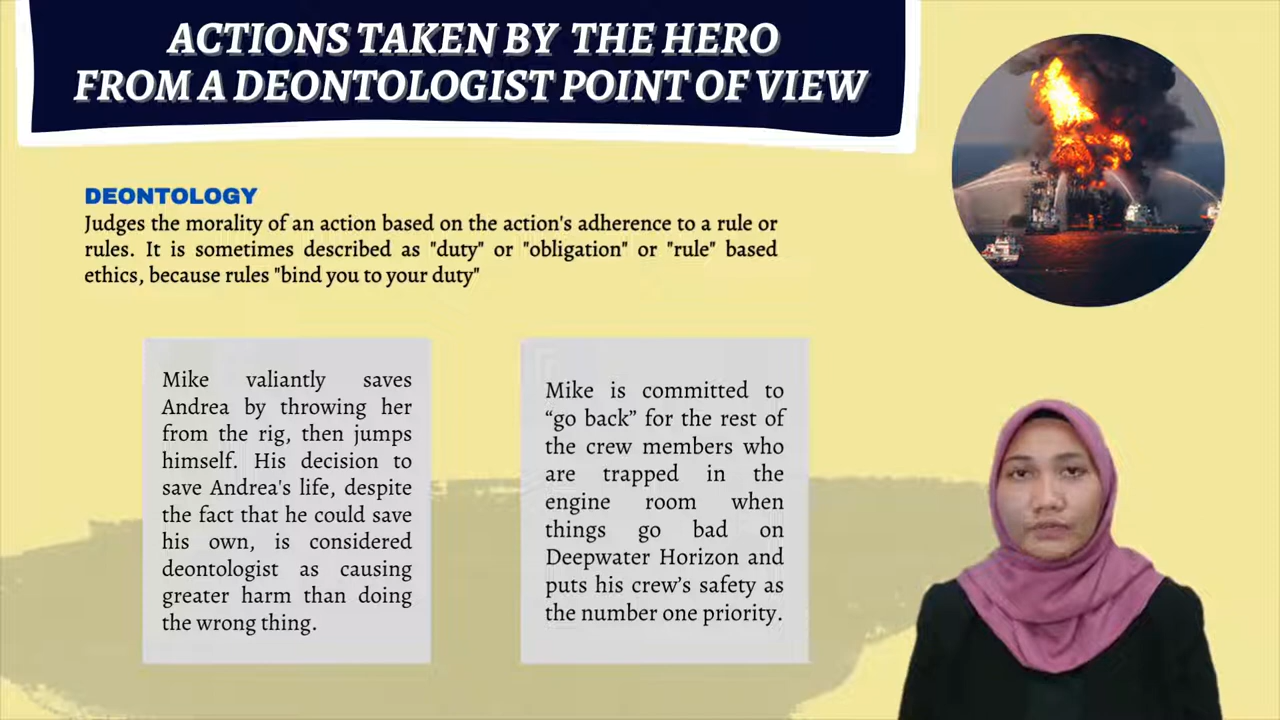 ACTIONS TAKEN BY THE HERO
FROM A DEONTOLOGIST POINT OF VIEW
DEONTOLOGY
Judges the morality of an action based on the action's adherence to a rule or
rules. It is sometimes described as "duty" or "obligation" or "rule" based
ethics, because rules "bind you to your duty"
Mike valiantly saves
Andrea by throwing her
from the rig, then jumps
himself. His decision to
save Andrea's life, despite
the fact that he could save
his own, is considered
deontologist as causing
greater harm than doing
the wrong thing.
Mike is committed to
“go back” for the rest of
the crew members who
are trapped in the
engine room when
things go bad on
Deepwater Horizon and
puts his crew’s safety as
the number one priority.